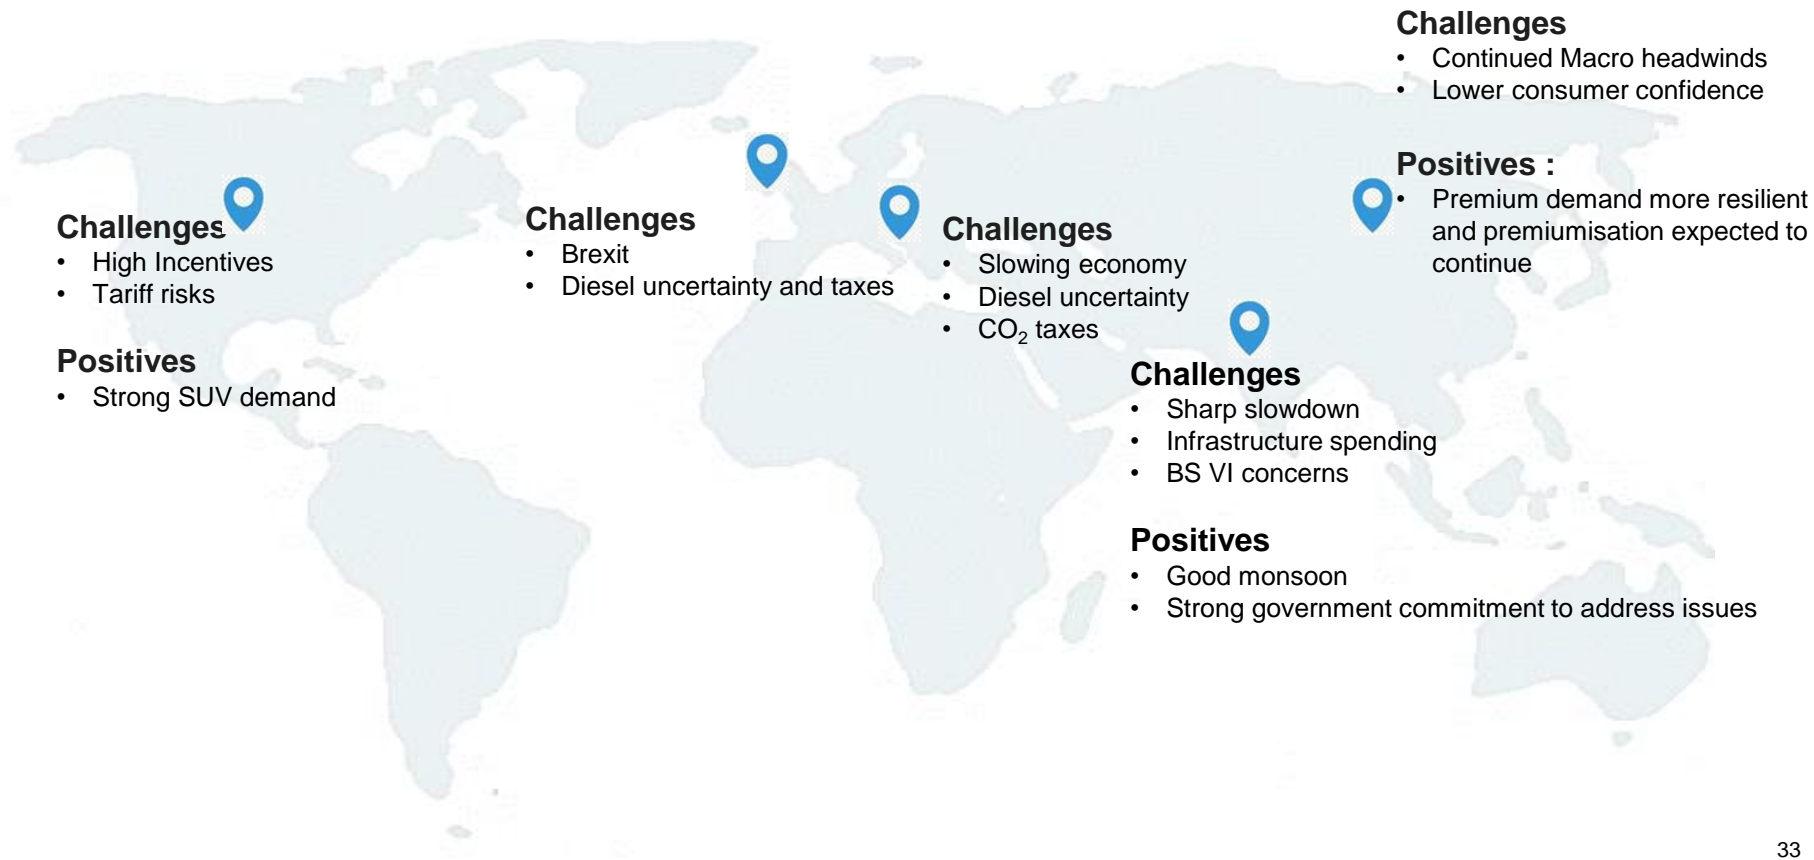 Challenges
• High Incentives
• Tariff risks
Positives
• Strong SUV demand
Challenges
• Brexit
• Diesel uncertainty and taxes
Challenges
• Slowing economy
• Diesel uncertainty
• CO₂ taxes
Challenges
• Sharp slowdown
• Infrastructure spending
• BS VI concerns
Positives
• Good monsoon
• Strong government commitment to address issues
Challenges
• Continued Macro headwinds
• Lower consumer confidence
Positives :
• Premium demand more resilient
and premiumisation expected to
continue
33